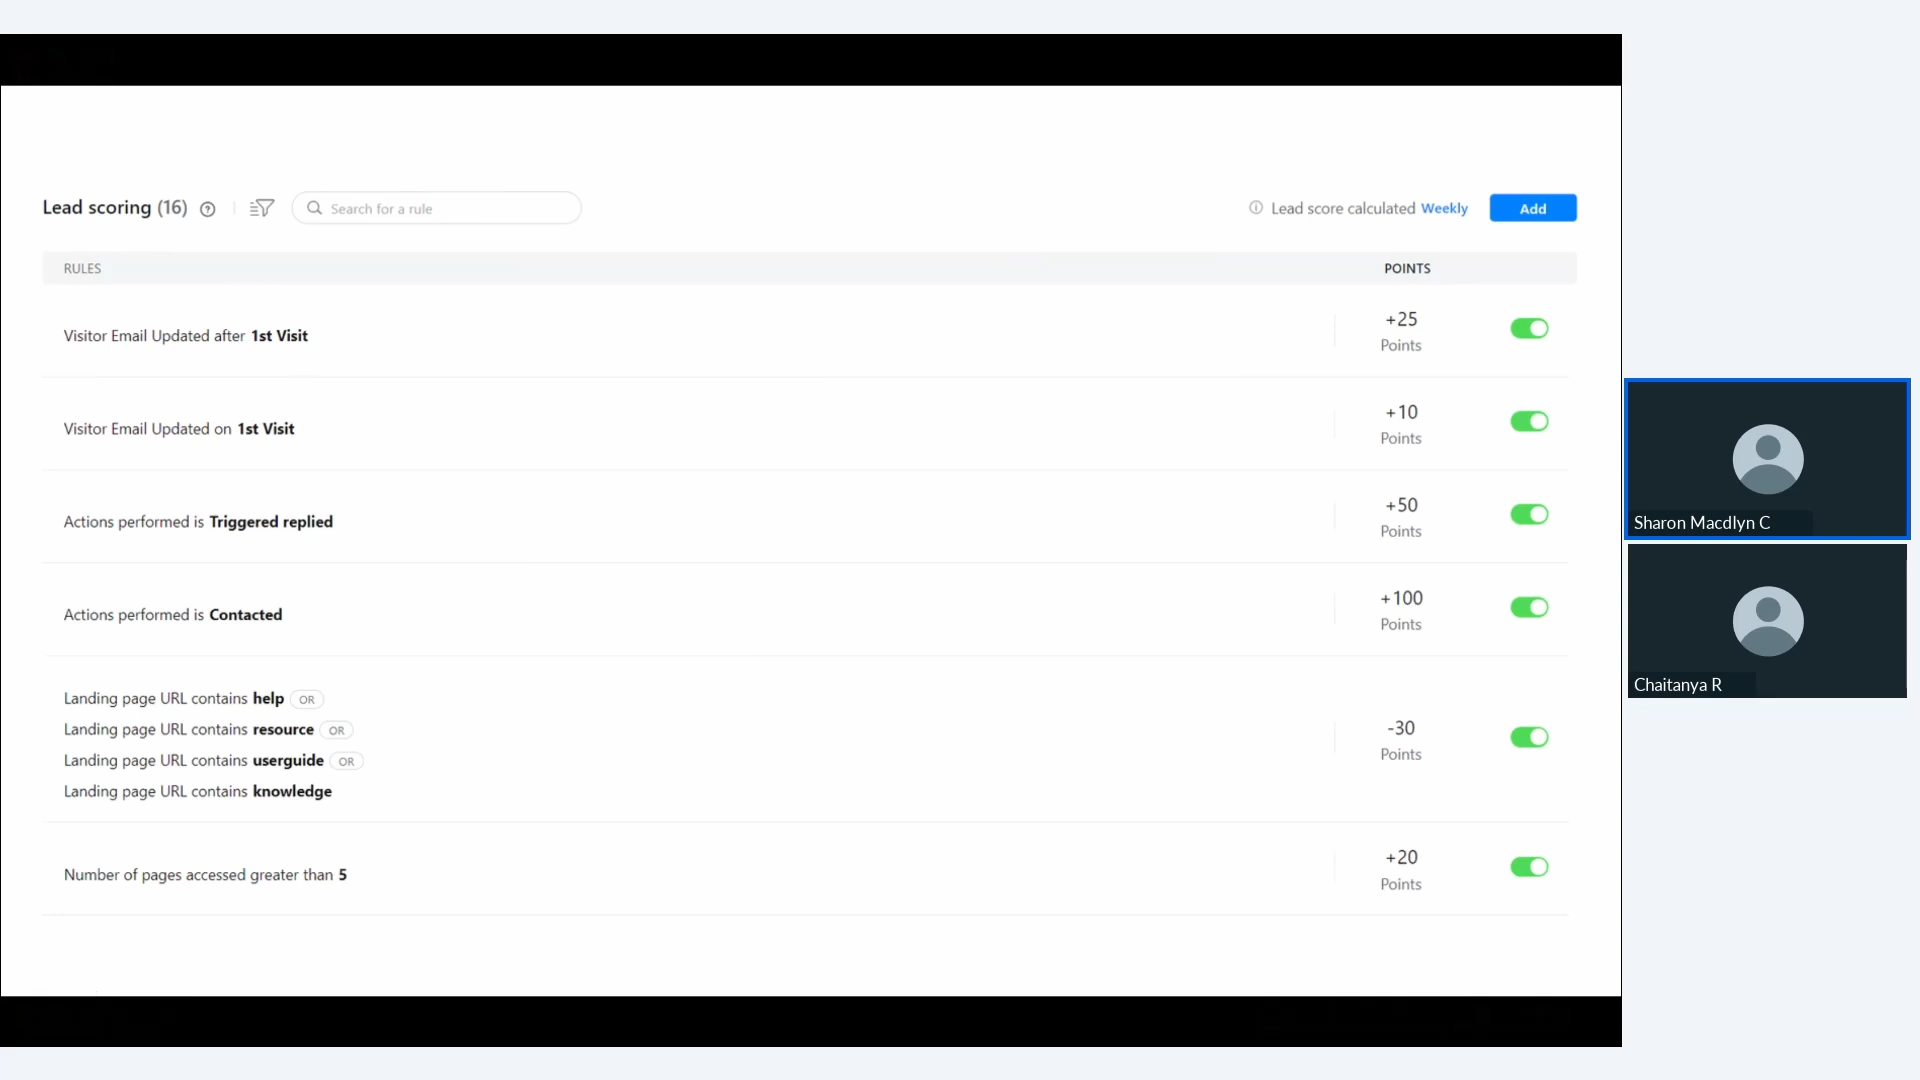 Lead scoring (16)
Search for a rule
Lead score calculated Weekly
Add
RULES
POINTS
Visitor Email Updated after 1st Visit
+25
Points
Visitor Email Updated on 1st Visit
+10
Points
Actions performed is Triggered replied
+50
Points
Actions performed is Contacted
+100
Points
Landing page URL contains help OR
Landing page URL contains resource OR
Landing page URL contains userguide OR
Landing page URL contains knowledge
-30
Points
Number of pages accessed greater than 5
+20
Points
Sharon Macdlyn C
Chaitanya R